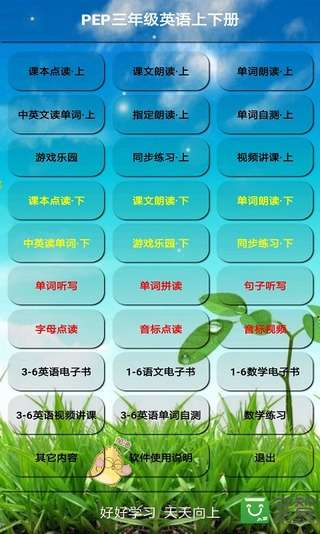 PEP三年级英语上下册
课本点读·上 课文朗读·上 单词朗读·上
中英文读单词·上 指定朗读·上 单词自测·上
游戏乐园 同步练习·上 视频讲课·上
课本点读·下 课文朗读·下 单词朗读·下
中英读单词·下 游戏乐园·下 同步练习·下
单词听写 单词拼读 句子听写
字母点读 音标点读 音标视频
3-6英语电子书 1-6语文电子书 1-6数学电子书
3-6英语视频讲课 3-6英语单词自测 数学练习
其它内容 软件使用说明 退出
好好学习 天天向上